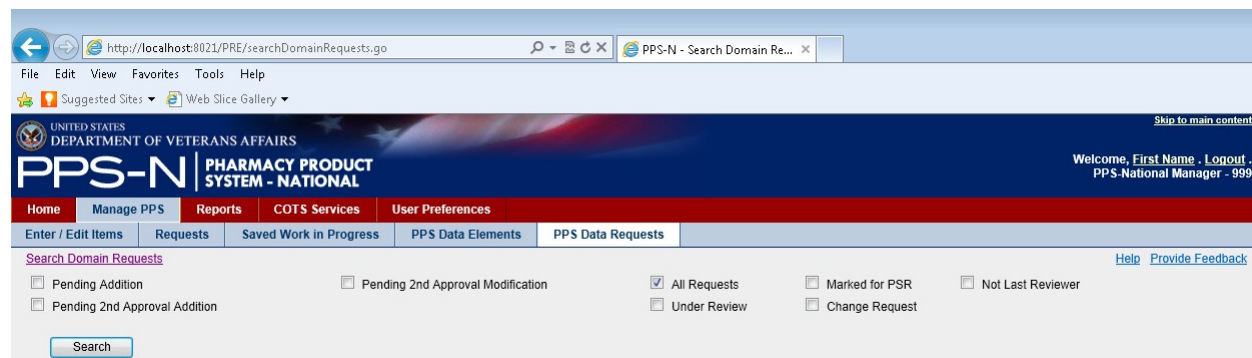 http://localhost:8021/PRE/searchDomainRequests.go
PPS-N - Search Domain Re...
File Edit View Favorites Tools Help
Suggested Sites Web Slice Gallery
Skip to main content
UNITED STATES
DEPARTMENT OF VETERANS AFFAIRS
PPS-N PHARMACY PRODUCT
SYSTEM - NATIONAL
Welcome, First Name . Logout .
PPS-National Manager - 999
Home Manage PPS Reports COTS Services User Preferences
Enter / Edit Items Requests Saved Work in Progress PPS Data Elements PPS Data Requests
Search Domain Requests Help Provide Feedback
Pending Addition Pending 2nd Approval Modification All Requests Marked for PSR Not Last Reviewer
Pending 2nd Approval Addition Under Review Change Request
Search